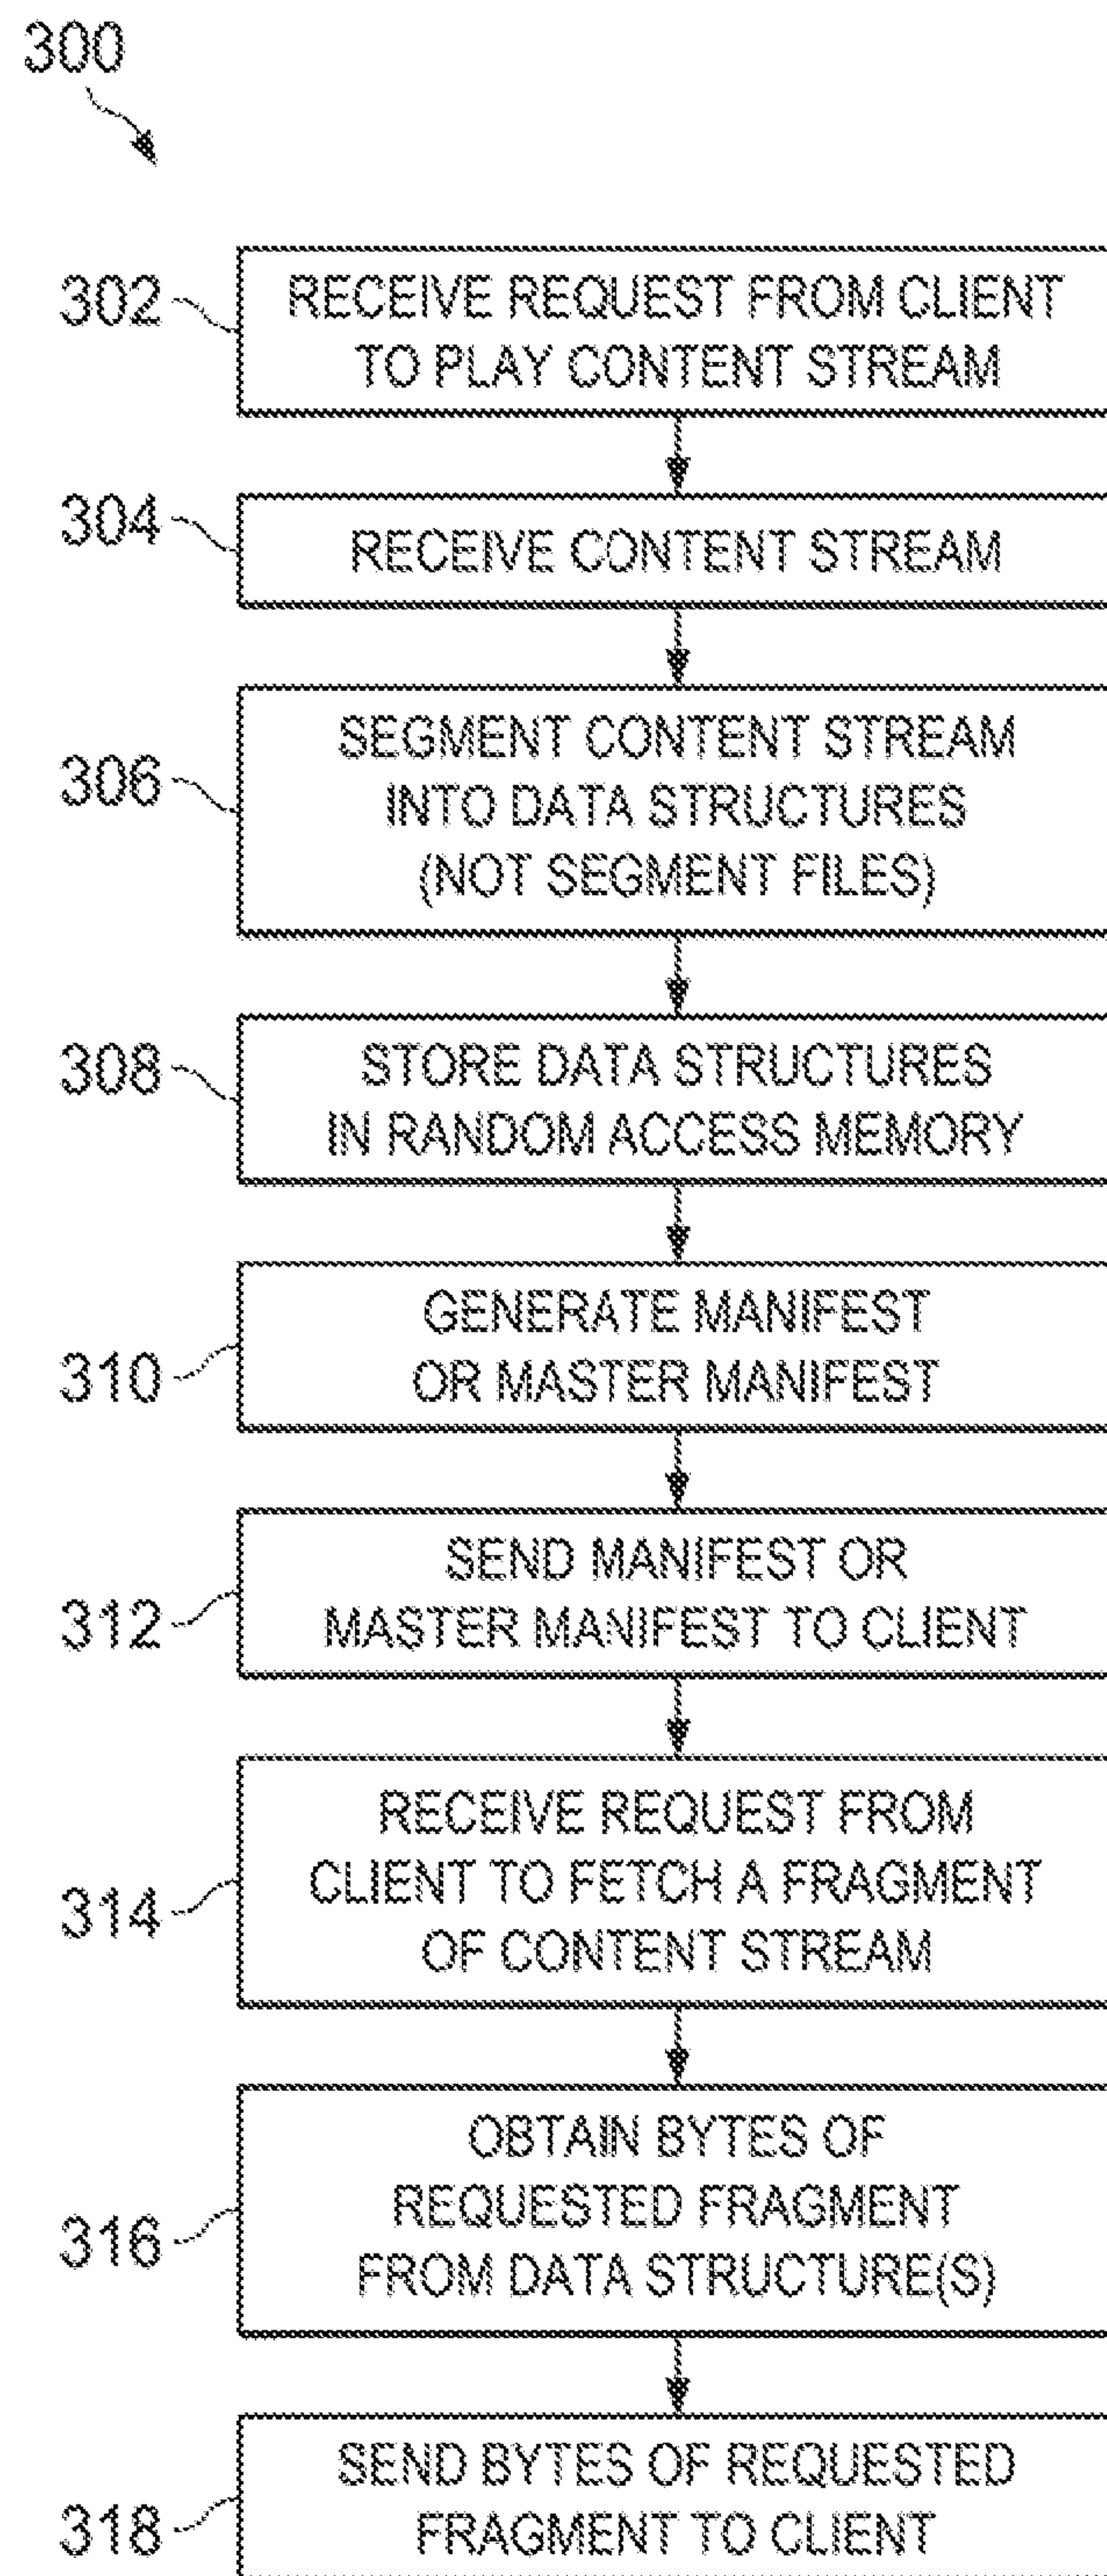 300
302
RECEIVE REQUEST FROM CLIENT
TO PLAY CONTENT STREAM
304
RECEIVE CONTENT STREAM
306
SEGMENT CONTENT STREAM
INTO DATA STRUCTURES
(NOT SEGMENT FILES)
308
STORE DATA STRUCTURES
IN RANDOM ACCESS MEMORY
310
GENERATE MANIFEST
OR MASTER MANIFEST
312
SEND MANIFEST OR
MASTER MANIFEST TO CLIENT
314
RECEIVE REQUEST FROM
CLIENT TO FETCH A FRAGMENT
OF CONTENT STREAM
316
OBTAIN BYTES OF
REQUESTED FRAGMENT
FROM DATA STRUCTURE(S)
318
SEND BYTES OF REQUESTED
FRAGMENT TO CLIENT